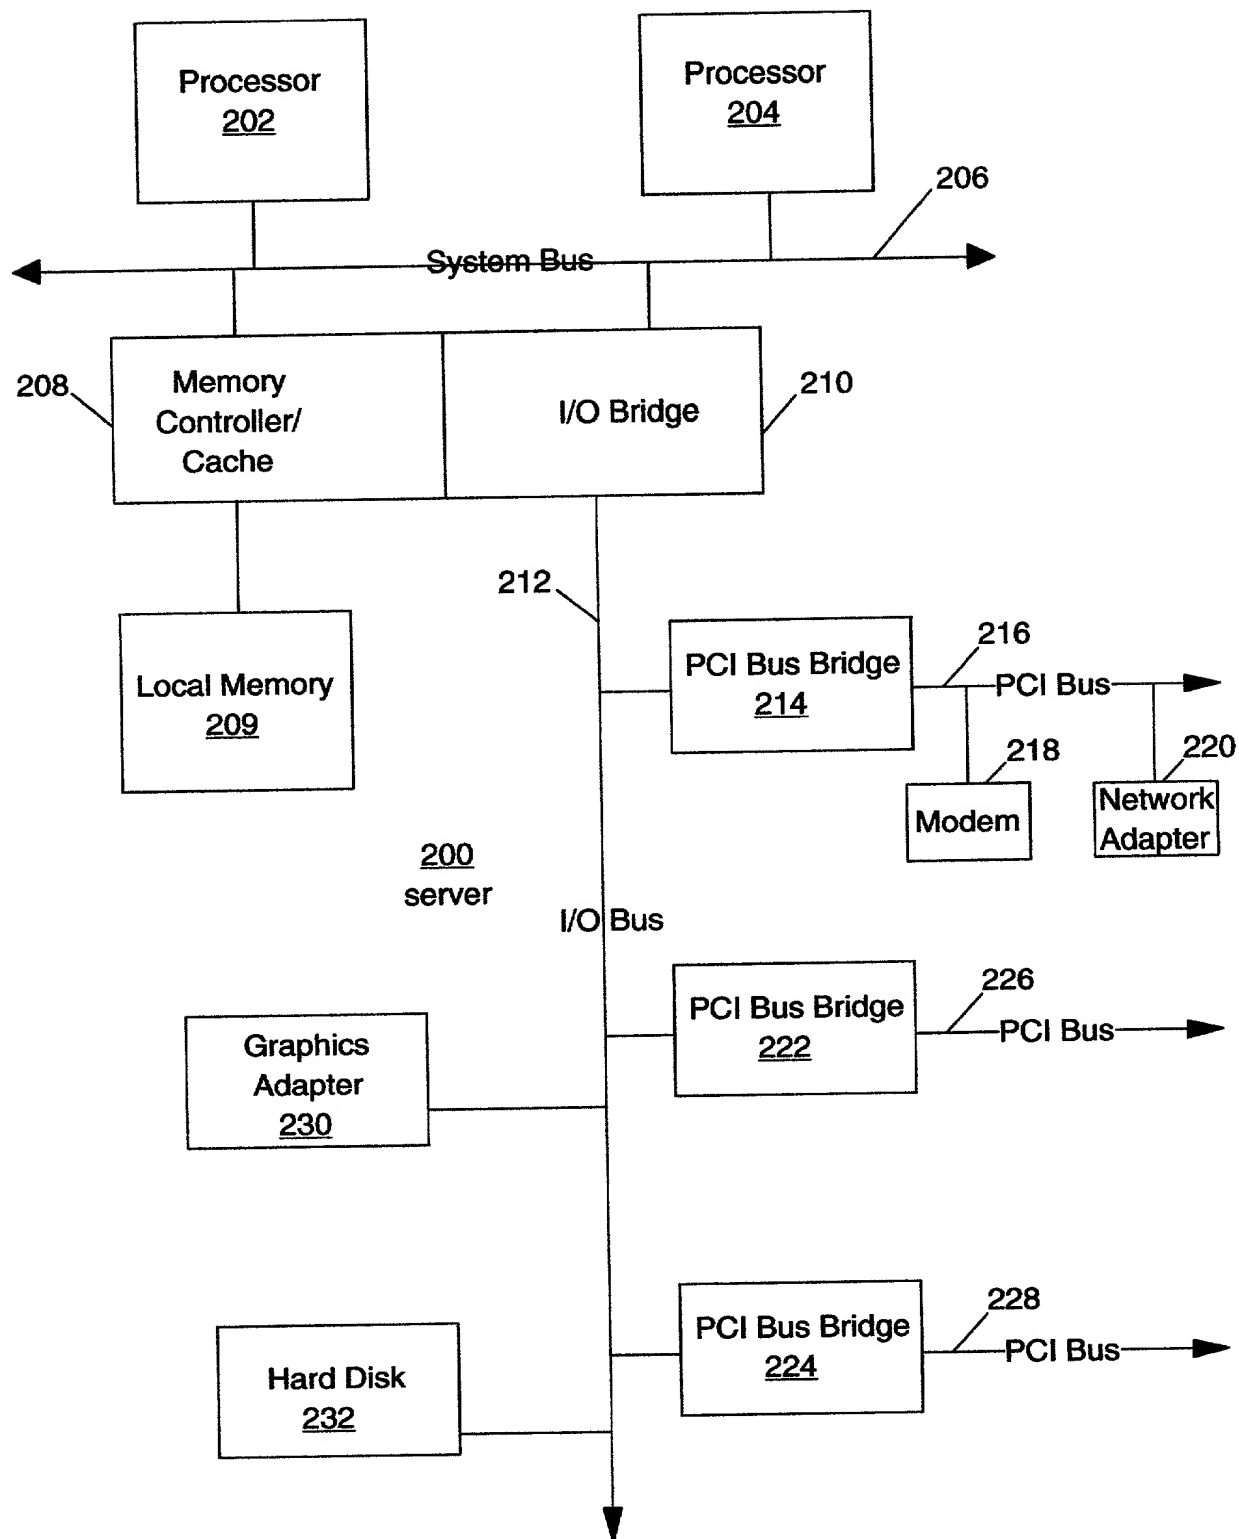 Processor
202
Processor
204
206
System Bus
208
Memory
Controller/
Cache
I/O Bridge
210
212
Local Memory
209
PCI Bus Bridge
214
216
PCI Bus
218
Modem
220
Network
Adapter
200
server
I/O Bus
PCI Bus Bridge
222
226
PCI Bus
Graphics
Adapter
230
PCI Bus Bridge
224
228
PCI Bus
Hard Disk
232